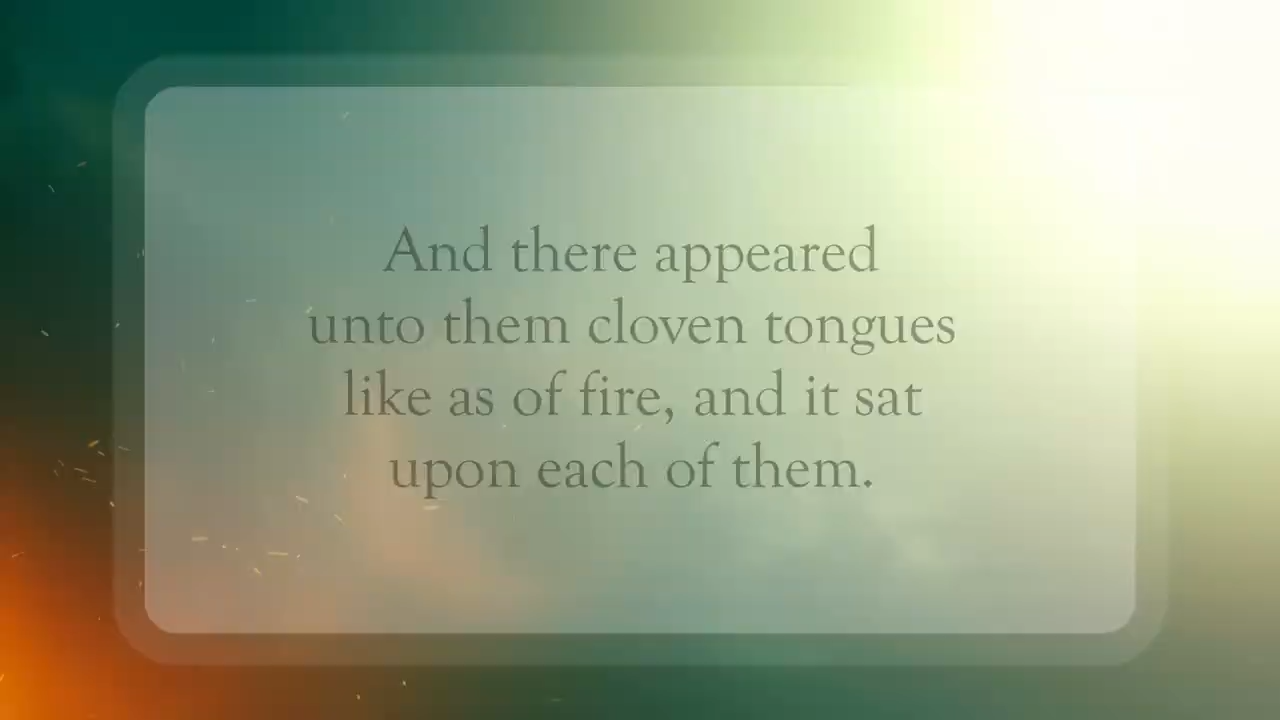 And there appeared
unto them cloven tongues
like as of fire, and it sat
upon each of them.